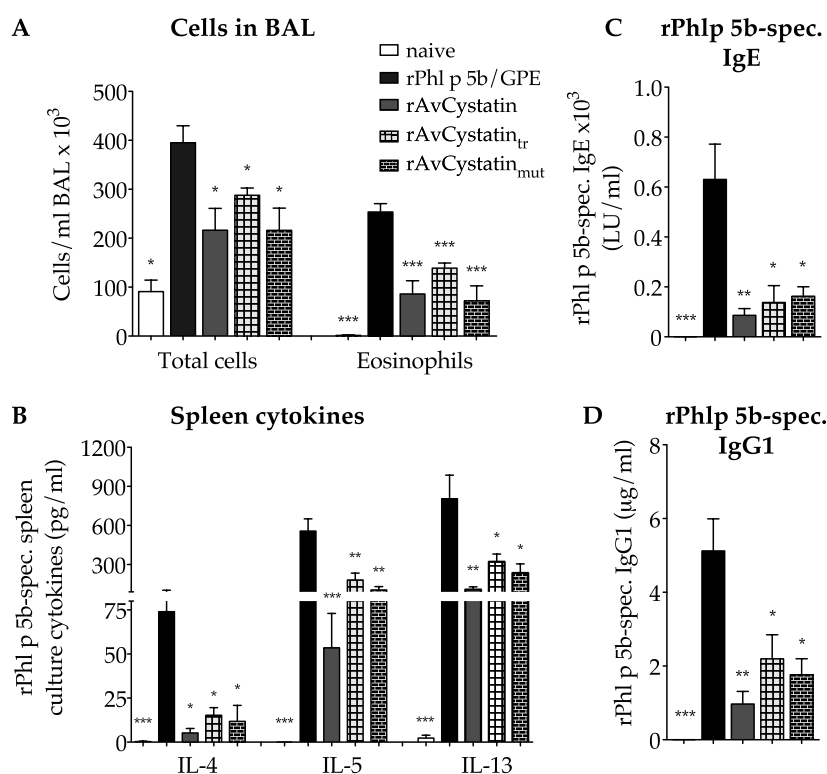 A
Cells in BAL
naive
rPhl p 5b/GPE
rAvCystatin
rAvCystatintr
rAvCystatinmut
Cells/ml BAL x 10³
500
400
300
200
100
0
*
*
*
*
***
***
***
***
Total cells
Eosinophils
C
rPhlp 5b-spec.
IgE
rPhl p 5b-spec. IgE x10³
(LU/ml)
1.0
0.8
0.6
0.4
0.2
0
***
**
*
*
B
Spleen cytokines
rPhl p 5b-spec. spleen
culture cytokines (pg/ml)
1200
900
600
300
75
50
25
0
***
*
*
*
***
***
**
**
***
**
*
*
IL-4
IL-5
IL-13
D
rPhlp 5b-spec.
IgG1
rPhl p 5b-spec. IgG1 (µg/ml)
8
6
4
2
0
***
**
*
*